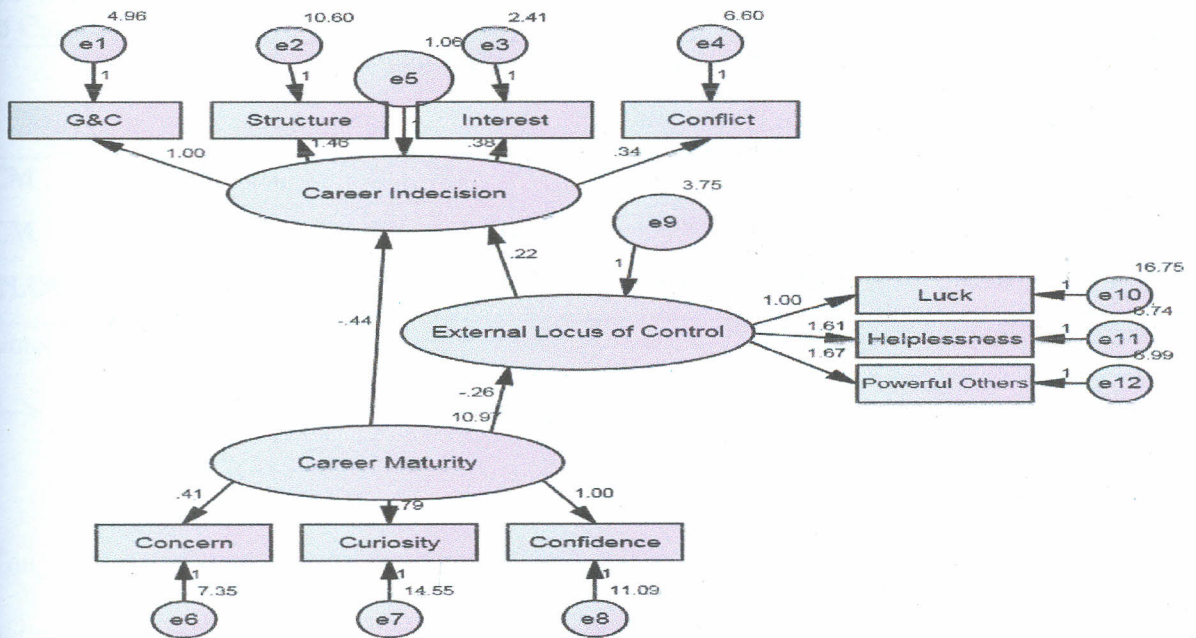 4.96 10.60 2.41 6.60
e1 e2 1.06 e3 e4
e5
1 1 1 1
G&C Structure Interest Conflict
1.00 1.46 .38 .34
Career Indecision
3.75
e9
.22
1
16.75
Luck 1 e10
1.00
-.44
External Locus of Control
1.61 Helplessness 1 e11
1.67
6.99
Powerful Others 1 e12
-.26
10.97
Career Maturity
.41 .79 1.00
Concern Curiosity Confidence
1 1 1
7.35 14.55 11.09
e6 e7 e8